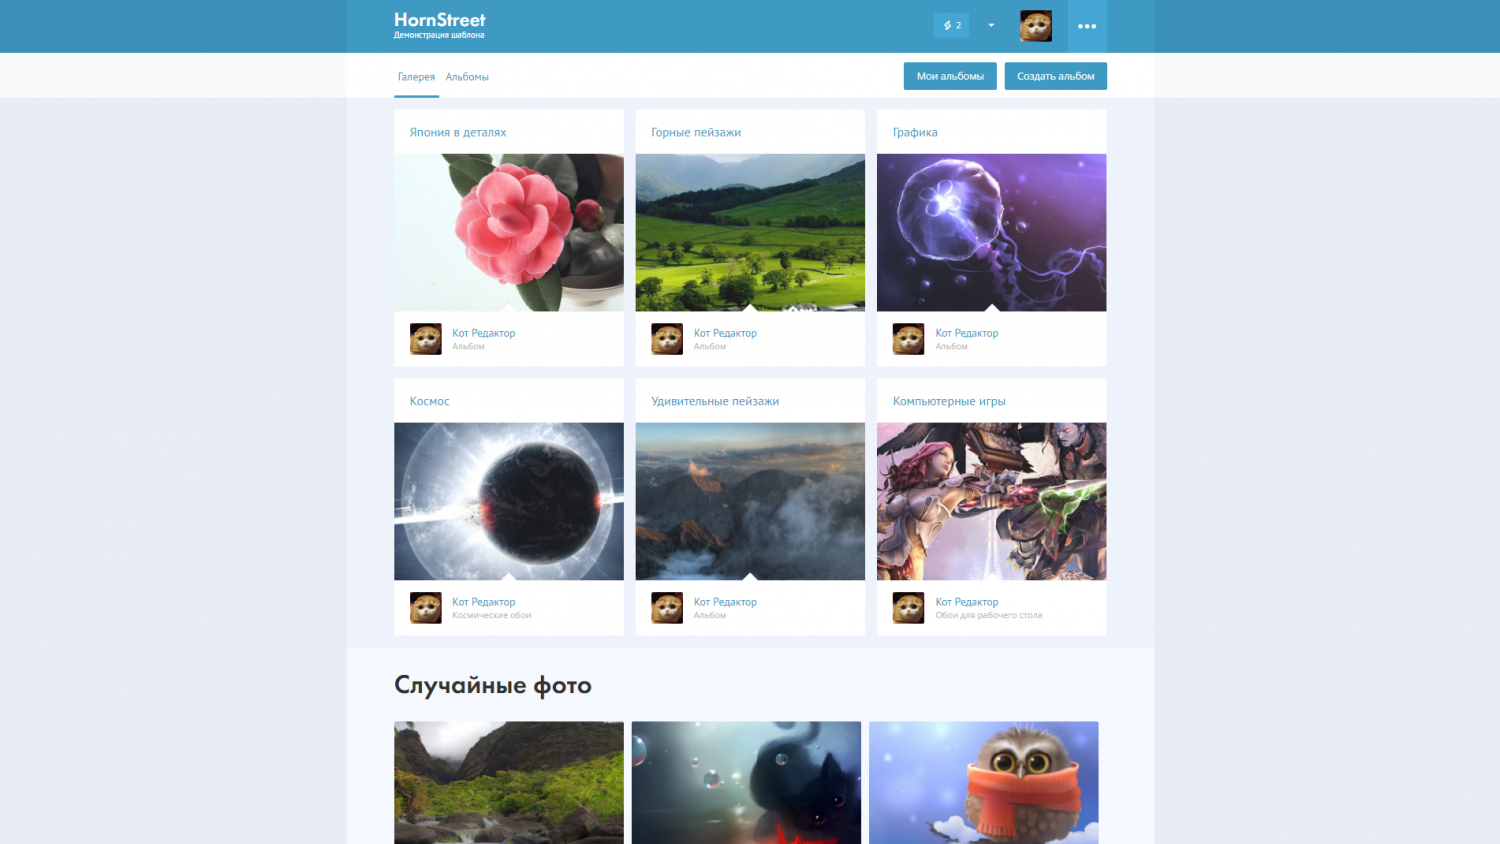 HornStreet
Демонстрация шаблона
2
Галерея
Альбомы
Мои альбомы
Создать альбом
Япония в деталях
Горные пейзажи
Графика
Кот Редактор
Альбом
Кот Редактор
Альбом
Кот Редактор
Альбом
Космос
Удивительные пейзажи
Компьютерные игры
Кот Редактор
Космические обои
Кот Редактор
Альбом
Кот Редактор
Обои для рабочего стола
Случайные фото